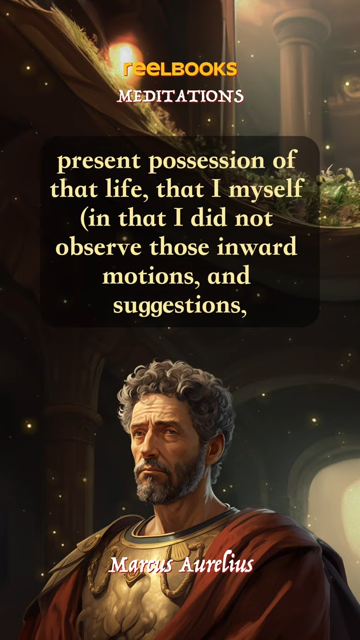 reelBOOKS
MEDITATIONS
present possession of
that life, that I myself
(in that I did not
observe those inward
motions, and
suggestions,
Marcus Aurelius